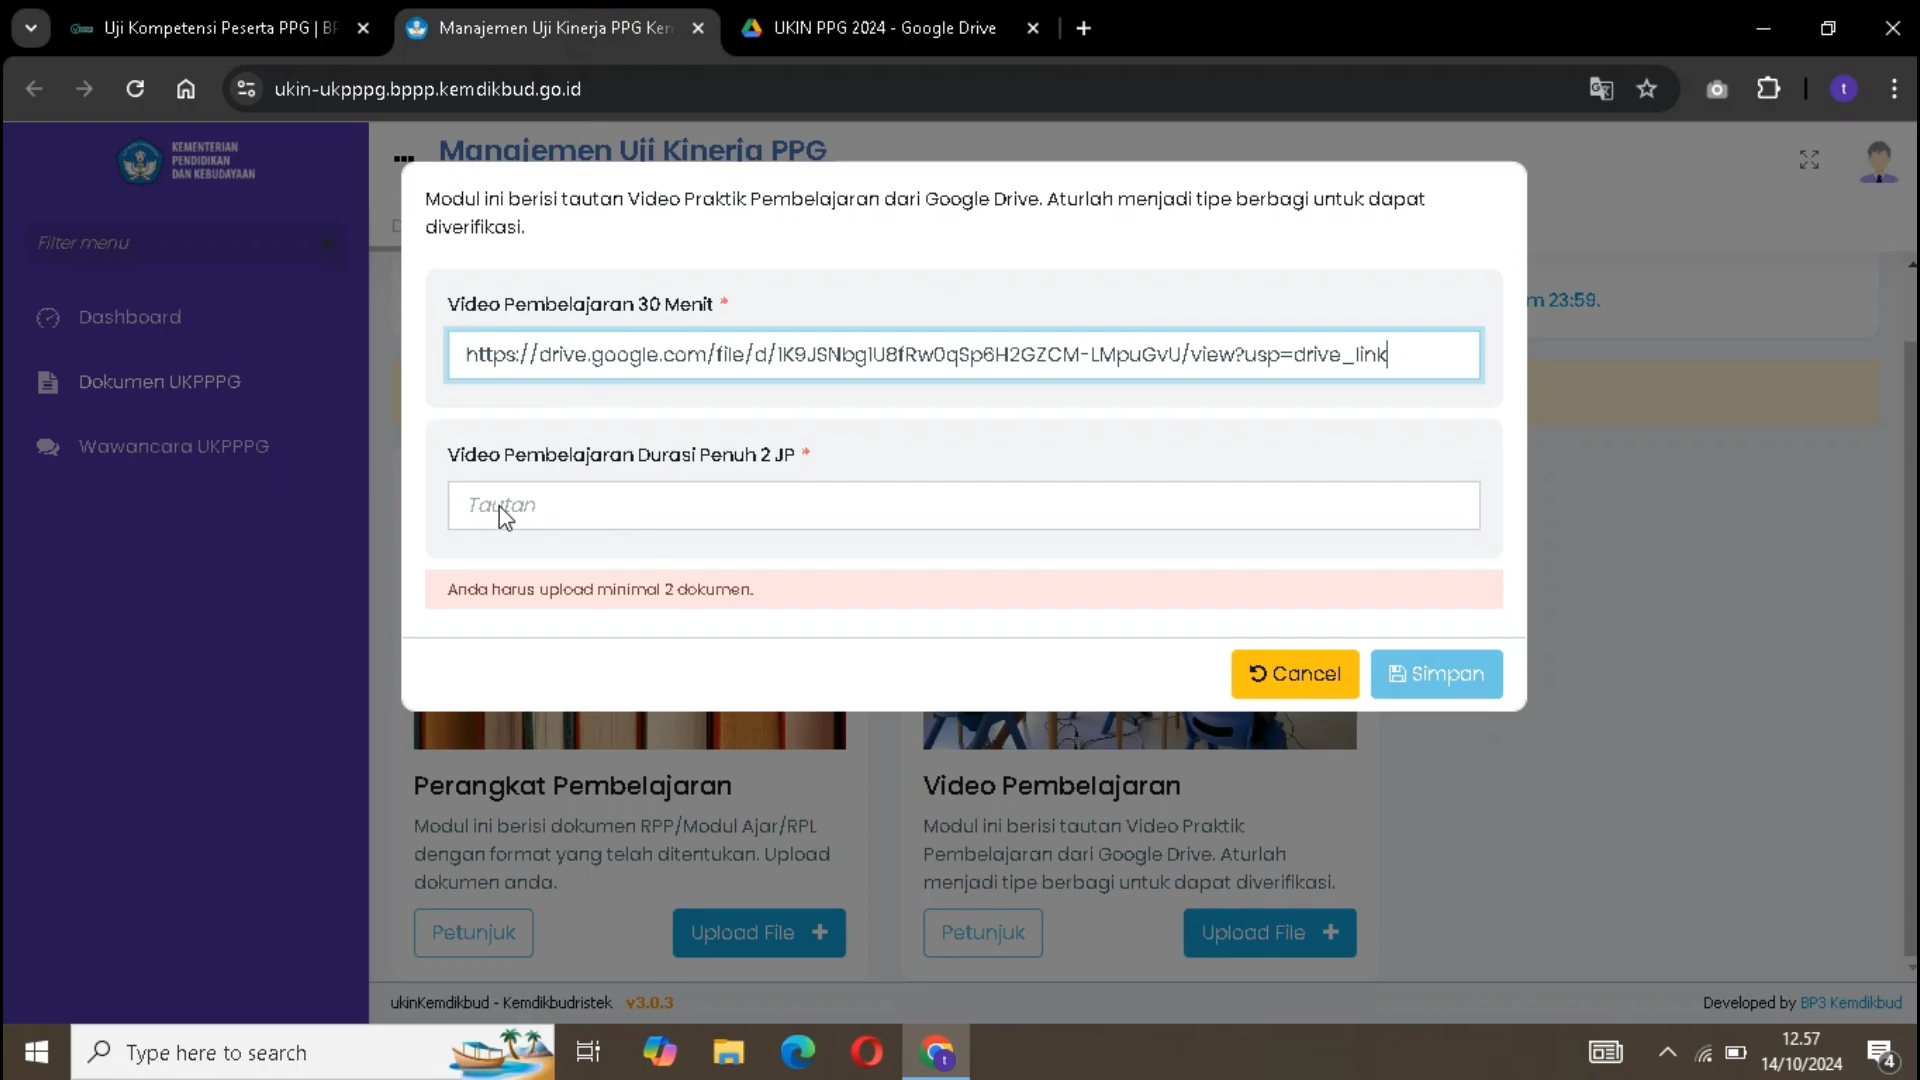 Uji Kompetensi Peserta PPG | BP
Manajemen Uji Kinerja PPG Kem
UKIN PPG 2024 - Google Drive
ukin-ukpppg.bppp.kemdikbud.go.id
t
KEMENTERIAN
PENDIDIKAN
DAN KEBUDAYAAN
Manajemen Uji Kinerja PPG
Filter menu
Dashboard
Dokumen UKPPPG
Wawancara UKPPPG
m 23:59.
Modul ini berisi tautan Video Praktik Pembelajaran dari Google Drive. Aturlah menjadi tipe berbagi untuk dapat
diverifikasi.
Video Pembelajaran 30 Menit *
https://drive.google.com/file/d/1K9JSNbg1U8fRw0qSp6H2GZCM-LMpuGvU/view?usp=drive_link
Video Pembelajaran Durasi Penuh 2 JP *
Tautan
Anda harus upload minimal 2 dokumen.
Cancel
Simpan
Perangkat Pembelajaran
Modul ini berisi dokumen RPP/Modul Ajar/RPL
dengan format yang telah ditentukan. Upload
dokumen anda.
Petunjuk
Upload File +
Video Pembelajaran
Modul ini berisi tautan Video Praktik
Pembelajaran dari Google Drive. Aturlah
menjadi tipe berbagi untuk dapat diverifikasi.
Petunjuk
Upload File +
ukinKemdikbud - Kemdikbudristek v3.0.3
Developed by BP3 Kemdikbud
Type here to search
t
12.57
14/10/2024
4